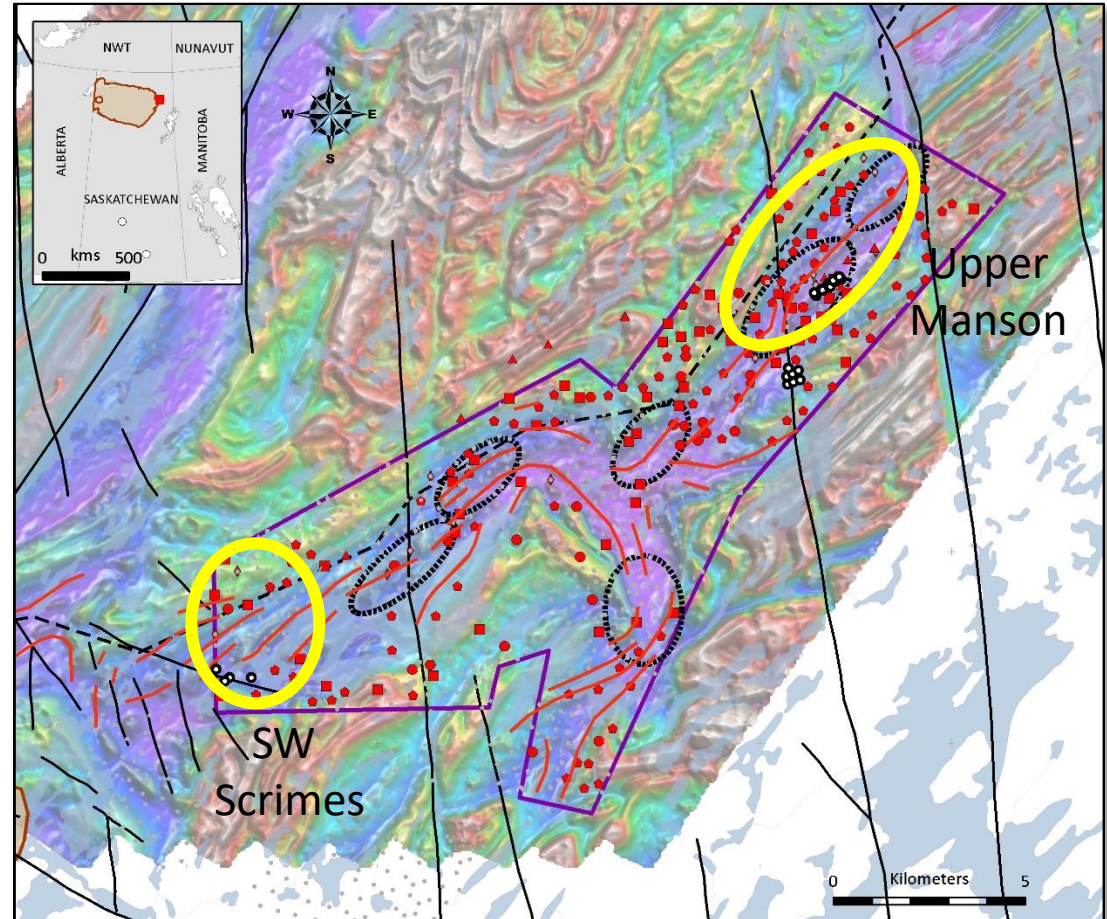 NWT
NUNAVUT
ALBERTA
MANITOBA
SASKATCHEWAN
0 kms 500
N
W
E
S
Upper
Manson
SW
Scrimes
0 Kilometers 5